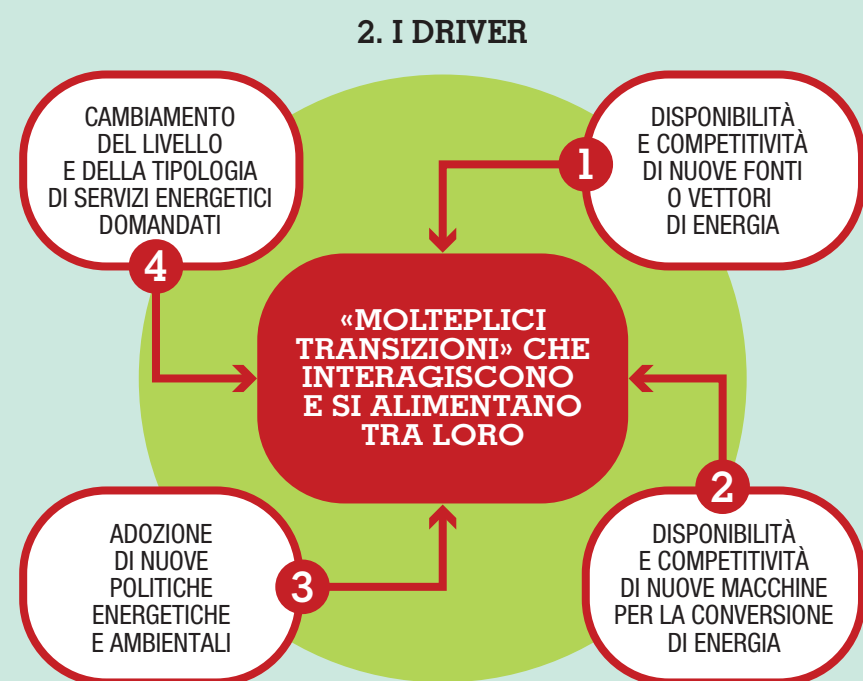 2. I DRIVER
CAMBIAMENTO
DEL LIVELLO
E DELLA TIPOLOGIA
DI SERVIZI ENERGETICI
DOMANDATI
4
DISPONIBILITÀ
E COMPETITIVITÀ
DI NUOVE FONTI
O VETTORI
DI ENERGIA
1
«MOLTEPLICI
TRANSIZIONI» CHE
INTERAGISCONO
E SI ALIMENTANO
TRA LORO
ADOZIONE
DI NUOVE
POLITICHE
ENERGETICHE
E AMBIENTALI
3
2
DISPONIBILITÀ
E COMPETITIVITÀ
DI NUOVE MACCHINE
PER LA CONVERSIONE
DI ENERGIA